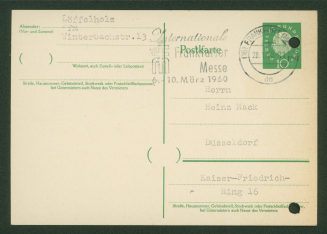 Absender:
(Vor- und Zuname)
Löffelholz
Winterbachstr. 13
Internationale
Frankfurter
Messe
10. März 1960
Postkarte
10
Wohnort, auch Zustell- oder Leitpostamt
Straße, Hausnummer, Gebäudeteil, Stockwerk oder Postschließfachnummer;
bei Untermietern auch Name des Vermieters
Herrn
Heinz Mack
Düsseldorf
Kaiser-Friedrich-
Ring 16
Straße, Hausnummer, Gebäudeteil, Stockwerk oder Postschließfachnummer;
bei Untermietern auch Name des Vermieters